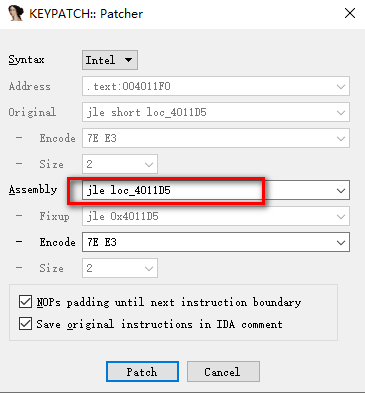 KEYPATCH:: Patcher
Syntax Intel
Address .text:004011F0
Original jle short loc_4011D5
- Encode 7E E3
- Size 2
Assembly jle loc_4011D5
- Fixup jle 0x4011D5
- Encode 7E E3
- Size 2
NOPs padding until next instruction boundary
Save original instructions in IDA comment
Patch Cancel